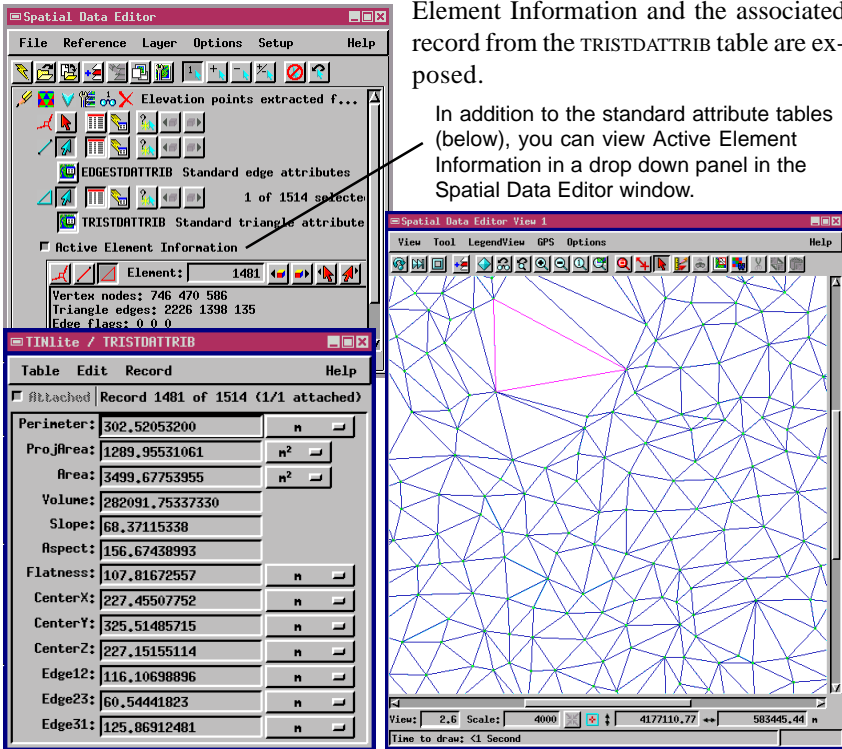 Element Information and the associated
record from the TRISTDATTRIB table are ex-
posed.
In addition to the standard attribute tables
(below), you can view Active Element
Information in a drop down panel in the
Spatial Data Editor window.
Spatial Data Editor
File Reference Layer Options Setup Help
Elevation points extracted f...
EDGESTDATTRIB Standard edge attributes
1 of 1514 selecte
TRISTDATTRIB Standard triangle attribute
Active Element Information
Element: 1481
Vertex nodes: 746 470 586
Triangle edges: 2226 1398 135
Edge flags: 0 0 0
TINlite / TRISTDATTRIB
Table Edit Record Help
Attached Record 1481 of 1514 (1/1 attached)
Perimeter: 302.52053200 m
ProjArea: 1289.95531061 m²
Area: 3499.67753955 m²
Volume: 282091.75337330
Slope: 68.37115338
Aspect: 156.67438993
Flatness: 107.81672557 m
CenterX: 227.45507752 m
CenterY: 325.51485715 m
CenterZ: 227.15155114 m
Edge12: 116.10698896 m
Edge23: 60.54441823 m
Edge31: 125.86912481 m
Spatial Data Editor View 1
View Tool LegendView GPS Options Help
View: 2.6 Scale: 4000 4177110.77 583445.44 m
Time to draw: <1 Second